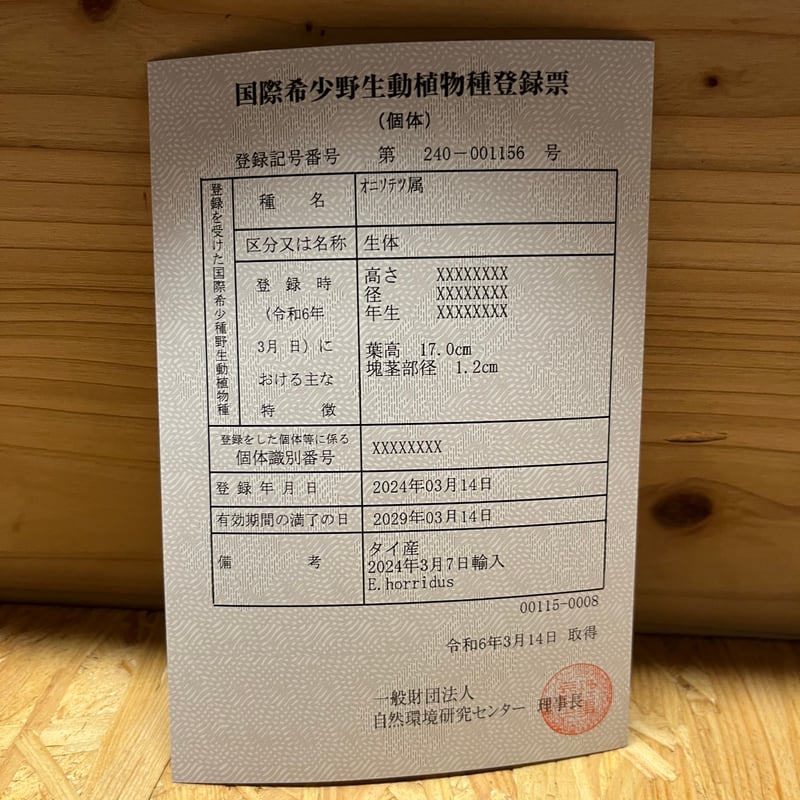 国際希少野生動植物種登録票
(個体)
登録記号番号 第 240-001156 号
登録を受けた国際希少種野生動植物種
種 名 ｵﾆｿﾃﾂ属
区分又は名称 生体
登 録 時
(令和6年
3月 日)に
おける主な
特 徴
高さ XXXXXXXX
径 XXXXXXXX
年生 XXXXXXXX
葉高 17.0cm
塊茎部径 1.2cm
登録をした個体等に係る
個体識別番号 XXXXXXXX
登 録 年 月 日 2024年03月14日
有効期間の満了の日 2029年03月14日
備 考
タイ産
2024年3月7日輸入
E.horridus
00115-0008
令和6年3月14日 取得
一般財団法人
自然環境研究センター 理事長